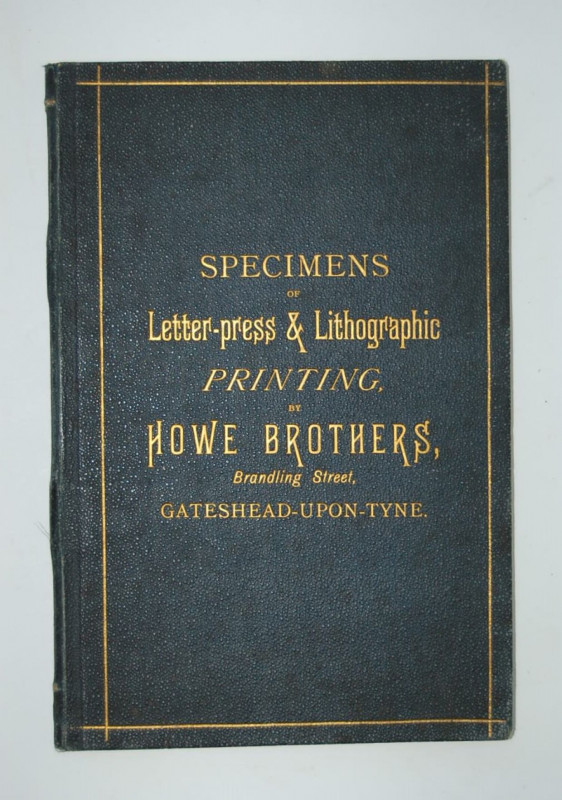 SPECIMENS
OF
Letter-press & Lithographic
PRINTING,
BY
HOWE BROTHERS,
Brandling Street,
GATESHEAD-UPON-TYNE.